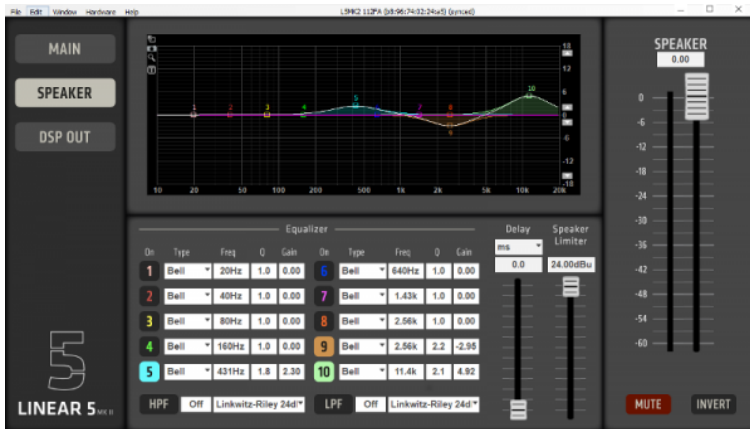 File Edit Window Hardware Help
L5MK2 112FA (b8:96:74:02:24:a5) (synced)
MAIN
SPEAKER
DSP OUT
18
12
6
0
-6
-12
-18
1 2 3 4 5 6 7 8 9 10
10 20 50 100 200 500 1k 2k 5k 10k 20k
Equalizer
On Type Freq Q Gain On Type Freq Q Gain
1 Bell 20Hz 1.0 0.00 6 Bell 640Hz 1.0 0.00
2 Bell 40Hz 1.0 0.00 7 Bell 1.43k 1.0 0.00
3 Bell 80Hz 1.0 0.00 8 Bell 2.56k 1.0 0.00
4 Bell 160Hz 1.0 0.00 9 Bell 2.56k 2.2 -2.95
5 Bell 431Hz 1.8 2.30 10 Bell 11.4k 2.1 4.92
HPF Off Linkwitz-Riley 24d LPF Off Linkwitz-Riley 24d
Delay
ms
0.0
Speaker
Limiter
24.00dBu
SPEAKER
0.00
0
-6
-12
-18
-24
-30
-36
-42
-48
-54
-60
MUTE INVERT
5
LINEAR 5 MK II